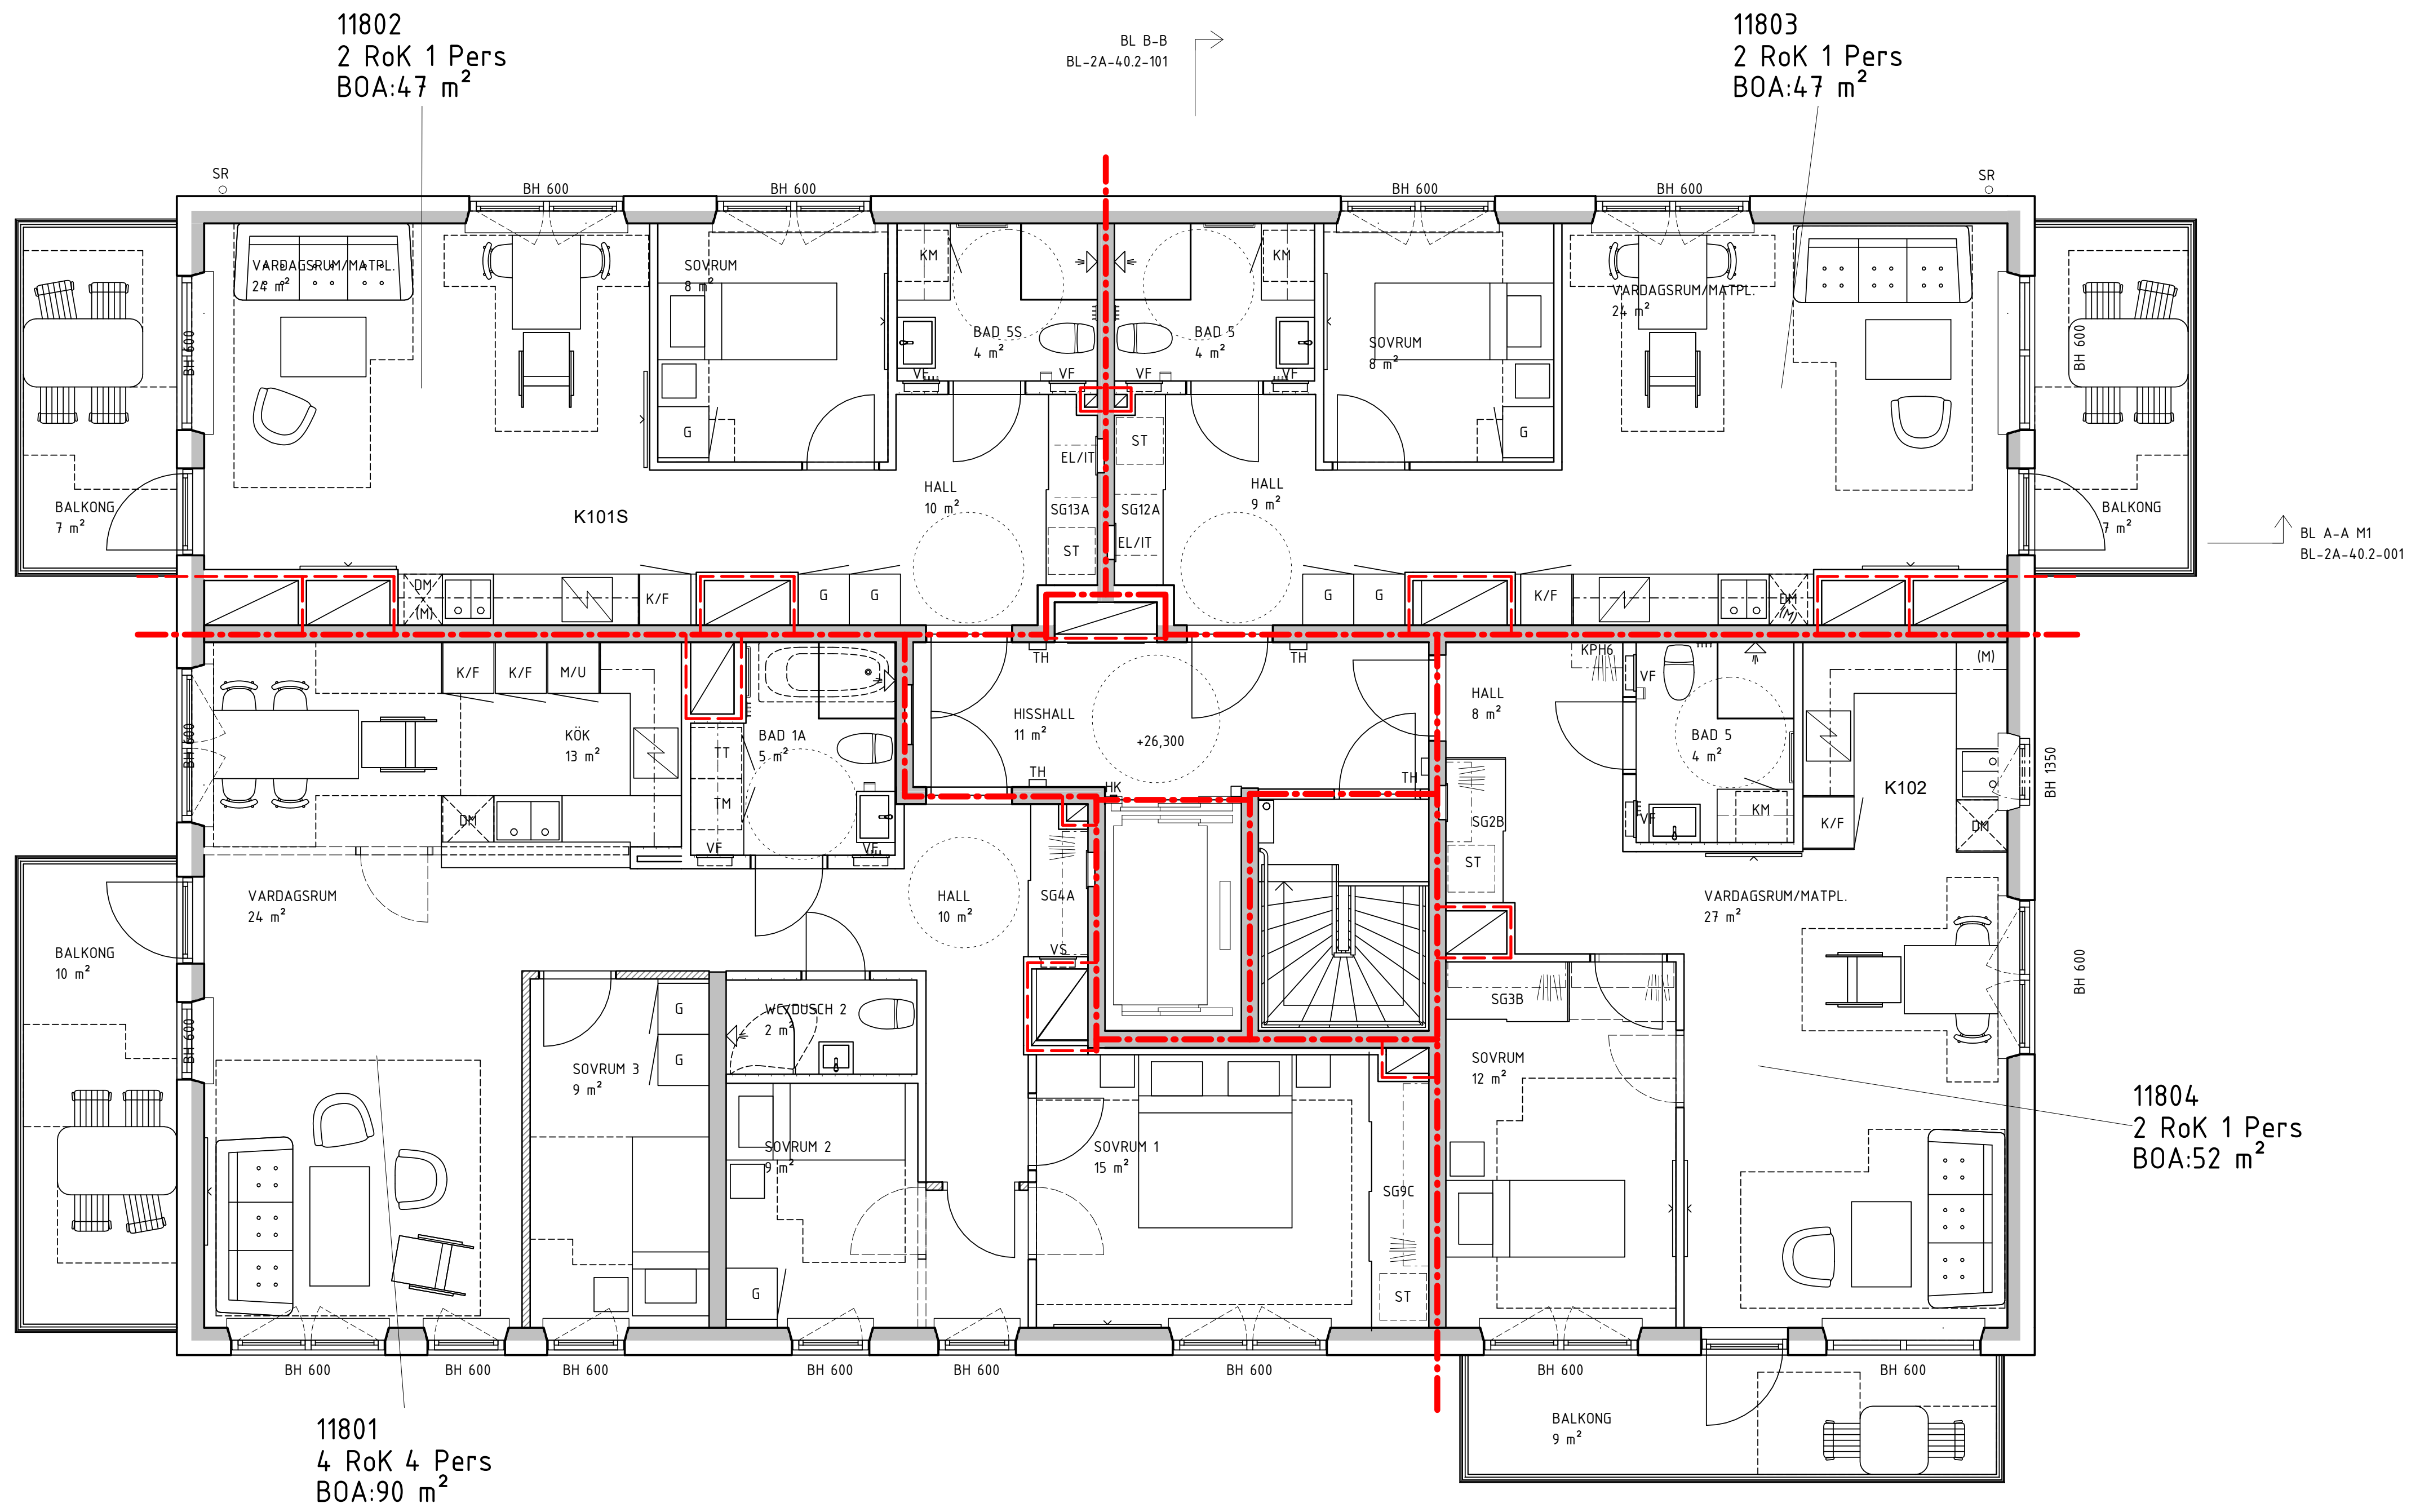 11802
2 RoK 1 Pers
BOA:47 m²
BL B-B
BL-2A-40.2-101
11803
2 RoK 1 Pers
BOA:47 m²
SR
BH 600
BH 600
BH 600
BH 600
SR
VARDAGSRUM/MATPL.
24 m²
SOVRUM
8 m²
KM
KM
VARDAGSRUM/MATPL.
24 m²
BH 600
BAD 5S
4 m²
BAD 5
4 m²
SOVRUM
8 m²
BH 600
VF
VF
VF
VF
G
EL/IT
ST
G
BALKONG
7 m²
K101S
HALL
10 m²
SG13A
SG12A
HALL
9 m²
BALKONG
7 m²
ST
EL/IT
BL A-A M1
BL-2A-40.2-001
DM
(M)
K/F
G
G
G
G
K/F
DM
(M)
TH
TH
KPH6
(M)
K/F
K/F
M/U
VF
HALL
8 m²
HISSHALL
11 m²
+26,300
BH 600
KÖK
13 m²
TT
BAD 1A
5 m²
BAD 5
4 m²
BH 1350
TH
HK
TH
K102
TM
DM
SG2B
VF
KM
K/F
DM
VF
VF
ST
VARDAGSRUM
24 m²
HALL
10 m²
SG4A
VARDAGSRUM/MATPL.
27 m²
BALKONG
10 m²
VS
BH 600
BH 600
G
WC/DUSCH 2
2 m²
SG3B
SOVRUM 3
9 m²
G
SOVRUM
12 m²
11804
2 RoK 1 Pers
BOA:52 m²
SOVRUM 2
9 m²
SOVRUM 1
15 m²
SG9C
G
ST
BH 600
BH 600
BH 600
BH 600
BH 600
BH 600
BH 600
BH 600
BALKONG
9 m²
11801
4 RoK 4 Pers
BOA:90 m²